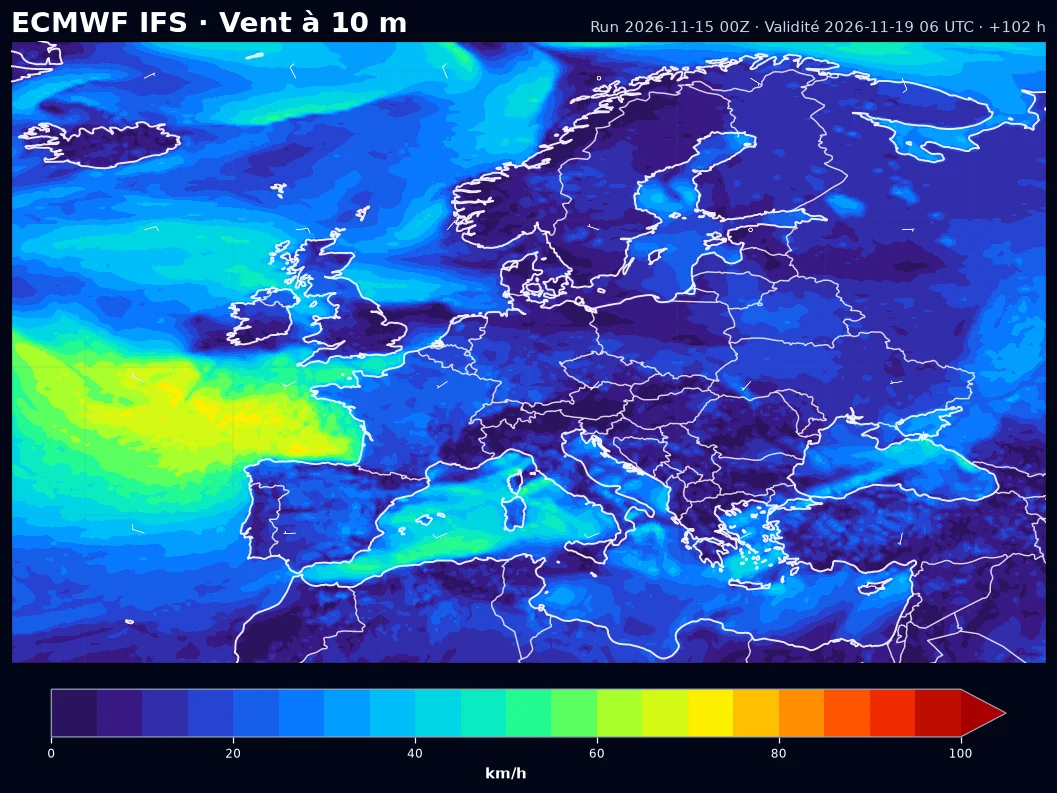 ECMWF IFS · Vent à 10 m
Run 2026-11-15 00Z · Validité 2026-11-19 06 UTC · +102 h
0 20 40 60 80 100
km/h